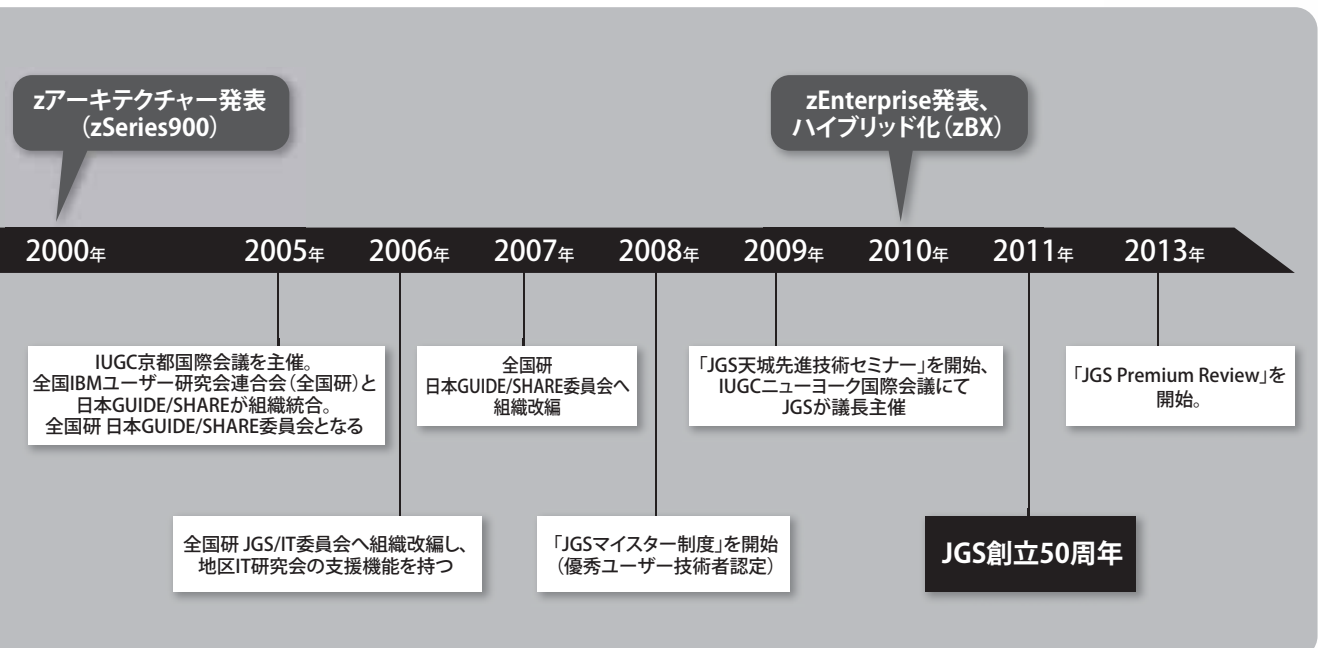 zアーキテクチャー発表
(zSeries900)
zEnterprise発表、
ハイブリッド化(zBX)
2000年
2005年
2006年
2007年
2008年
2009年
2010年
2011年
2013年
IUGC京都国際会議を主催。
全国IBMユーザー研究会連合会(全国研)と
日本GUIDE/SHAREが組織統合。
全国研 日本GUIDE/SHARE委員会となる
全国研
日本GUIDE/SHARE委員会へ
組織改編
「JGS天城先進技術セミナー」を開始、
IUGCニューヨーク国際会議にて
JGSが議長主催
「JGS Premium Review」を
開始。
全国研 JGS/IT委員会へ組織改編し、
地区IT研究会の支援機能を持つ
「JGSマイスター制度」を開始
(優秀ユーザー技術者認定)
JGS創立50周年